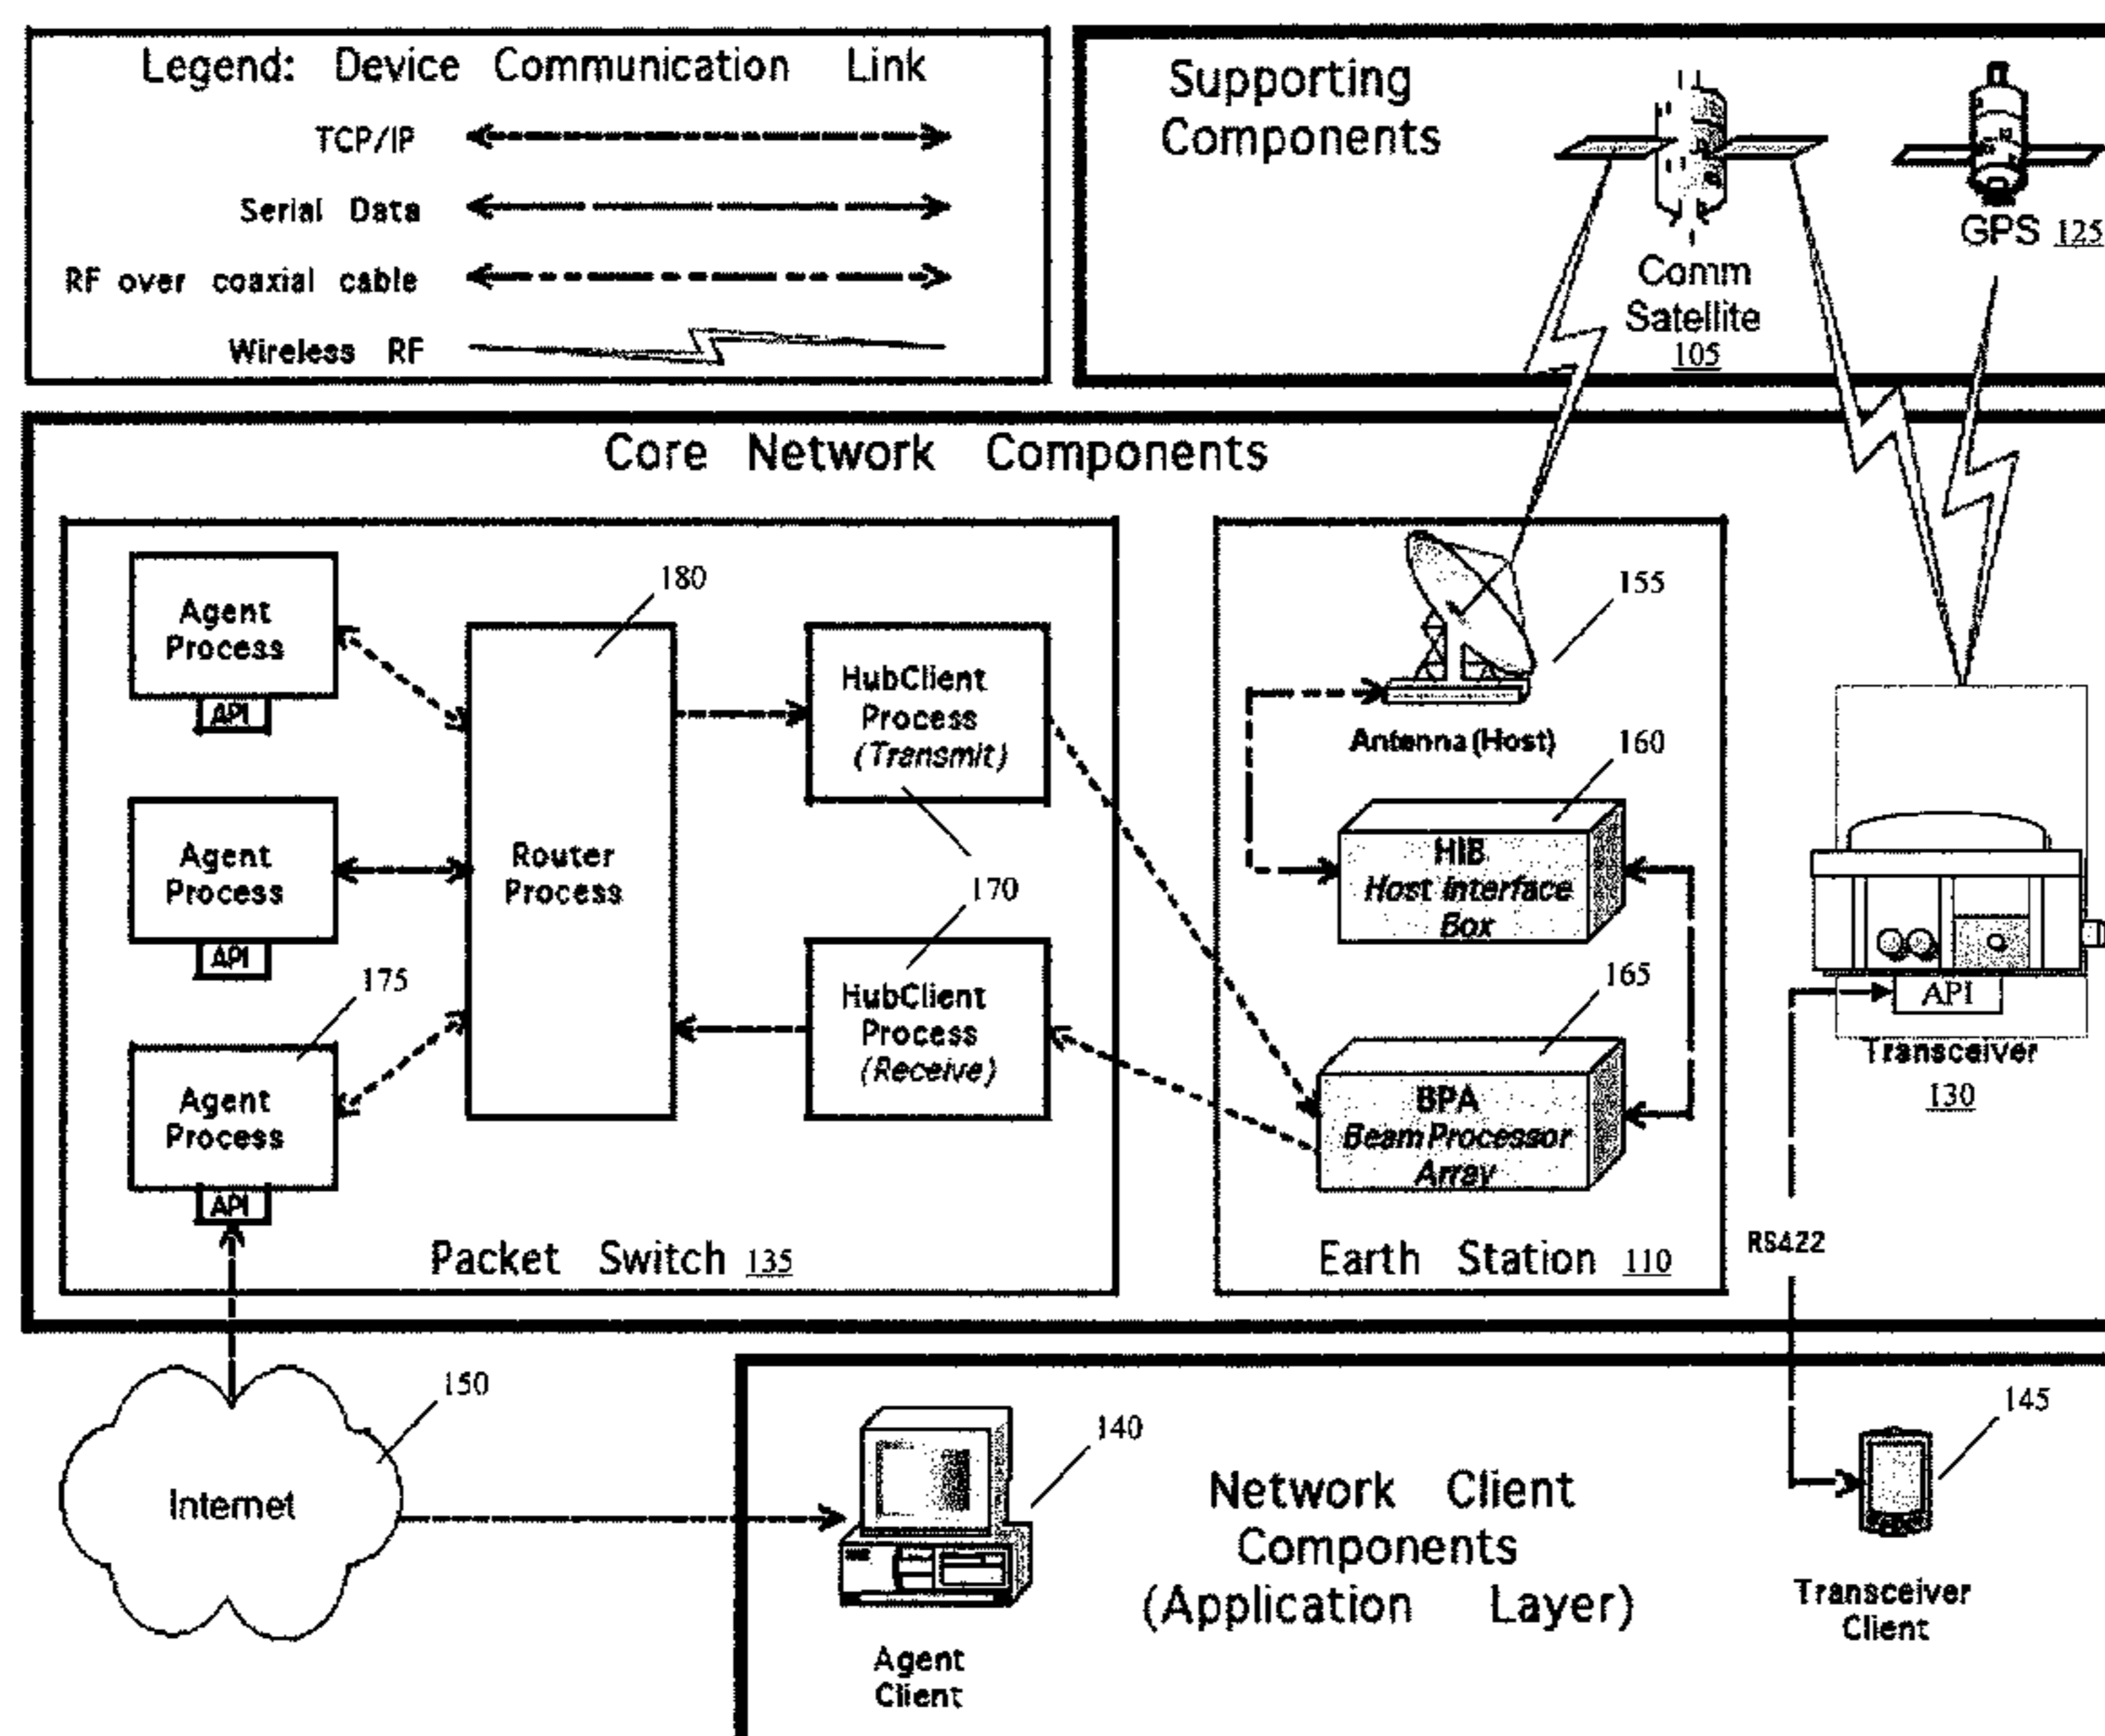 Legend: Device Communication Link
TCP/IP
Serial Data
RF over coaxial cable
Wireless RF
Supporting
Components
GPS 125
Comm
Satellite
105
Core Network Components
Agent
Process
API
180
HubClient
Process
(Transmit)
155
Antenna (Host)
160
Agent
Process
API
Router
Process
170
HIB
Host Interface
Box
175
HubClient
Process
(Receive)
165
API
Transceiver
130
Agent
Process
API
BPA
Beam Processor
Array
Packet Switch 135
Earth Station 110
RS422
150
Internet
140
145
Network Client
Components
(Application Layer)
Agent
Client
Transceiver
Client